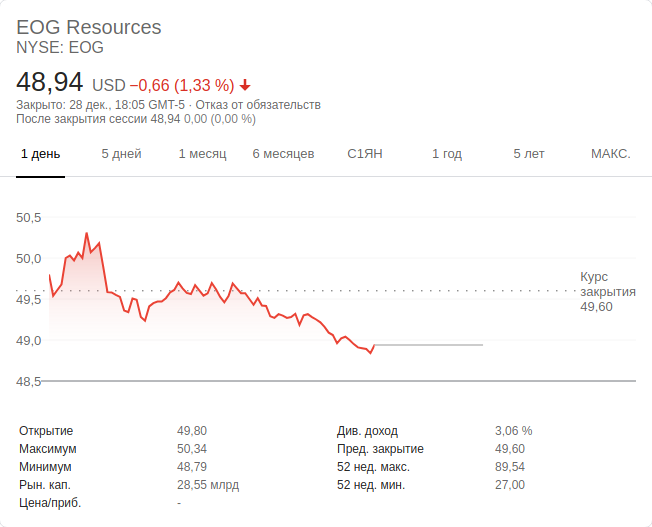 EOG Resources
NYSE: EOG
48,94 USD −0,66 (1,33 %)
Закрыто: 28 дек., 18:05 GMT-5 · Отказ от обязательств
После закрытия сессии 48,94 0,00 (0,00 %)
1 день 5 дней 1 месяц 6 месяцев С1ЯН 1 год 5 лет МАКС.
50,5
50,0
Курс
закрытия
49,60
49,5
49,0
48,5
Открытие 49,80 Див. доход 3,06 %
Максимум 50,34 Пред. закрытие 49,60
Минимум 48,79 52 нед. макс. 89,54
Рын. кап. 28,55 млрд 52 нед. мин. 27,00
Цена/приб. -